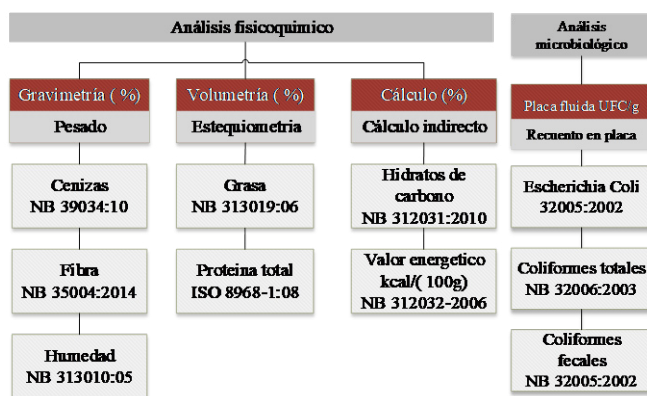 Análisis fisicoquimico
Gravimetría ( %)
Pesado
Cenizas
NB 39034:10
Fibra
NB 35004:2014
Humedad
NB 313010:05
Volumetría ( %)
Estequiometria
Grasa
NB 313019:06
Proteina total
ISO 8968-1:08
Cálculo (%)
Cálculo indirecto
Hidratos de
carbono
NB 312031:2010
Valor energetico
kcal/( 100g)
NB 312032-2006
Análisis
microbiológico
Placa fluida UFC/g
Recuento en placa
Escherichia Coli
32005:2002
Coliformes totales
NB 32006:2003
Coliformes
fecales
NB 32005:2002